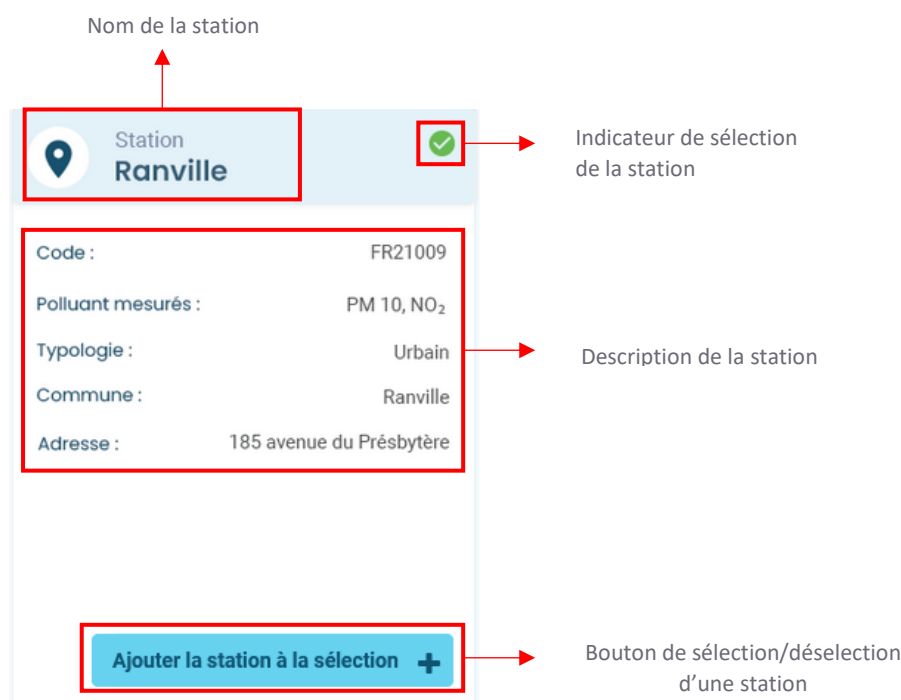 Nom de la station
Station
Ranville
Indicateur de sélection
de la station
Code : FR21009
Polluant mesurés : PM 10, NO₂
Typologie : Urbain
Commune : Ranville
Adresse : 185 avenue du Présbytère
Description de la station
Ajouter la station à la sélection +
Bouton de sélection/déselection
d’une station